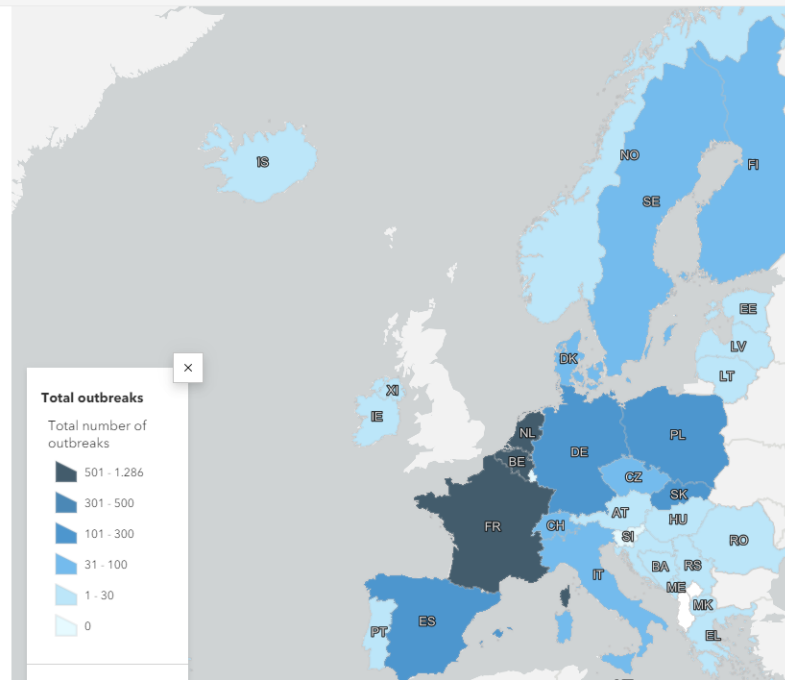 IS
NO
FI
SE
EE
LV
LT
DK
×
Total outbreaks
Total number of
outbreaks
501 - 1.286
301 - 500
101 - 300
31 - 100
1 - 30
0
XI
IE
NL
BE
DE
PL
CZ
SK
FR
CH
AT
HU
SI
RO
BA
RS
IT
ME
MK
PT
ES
EL